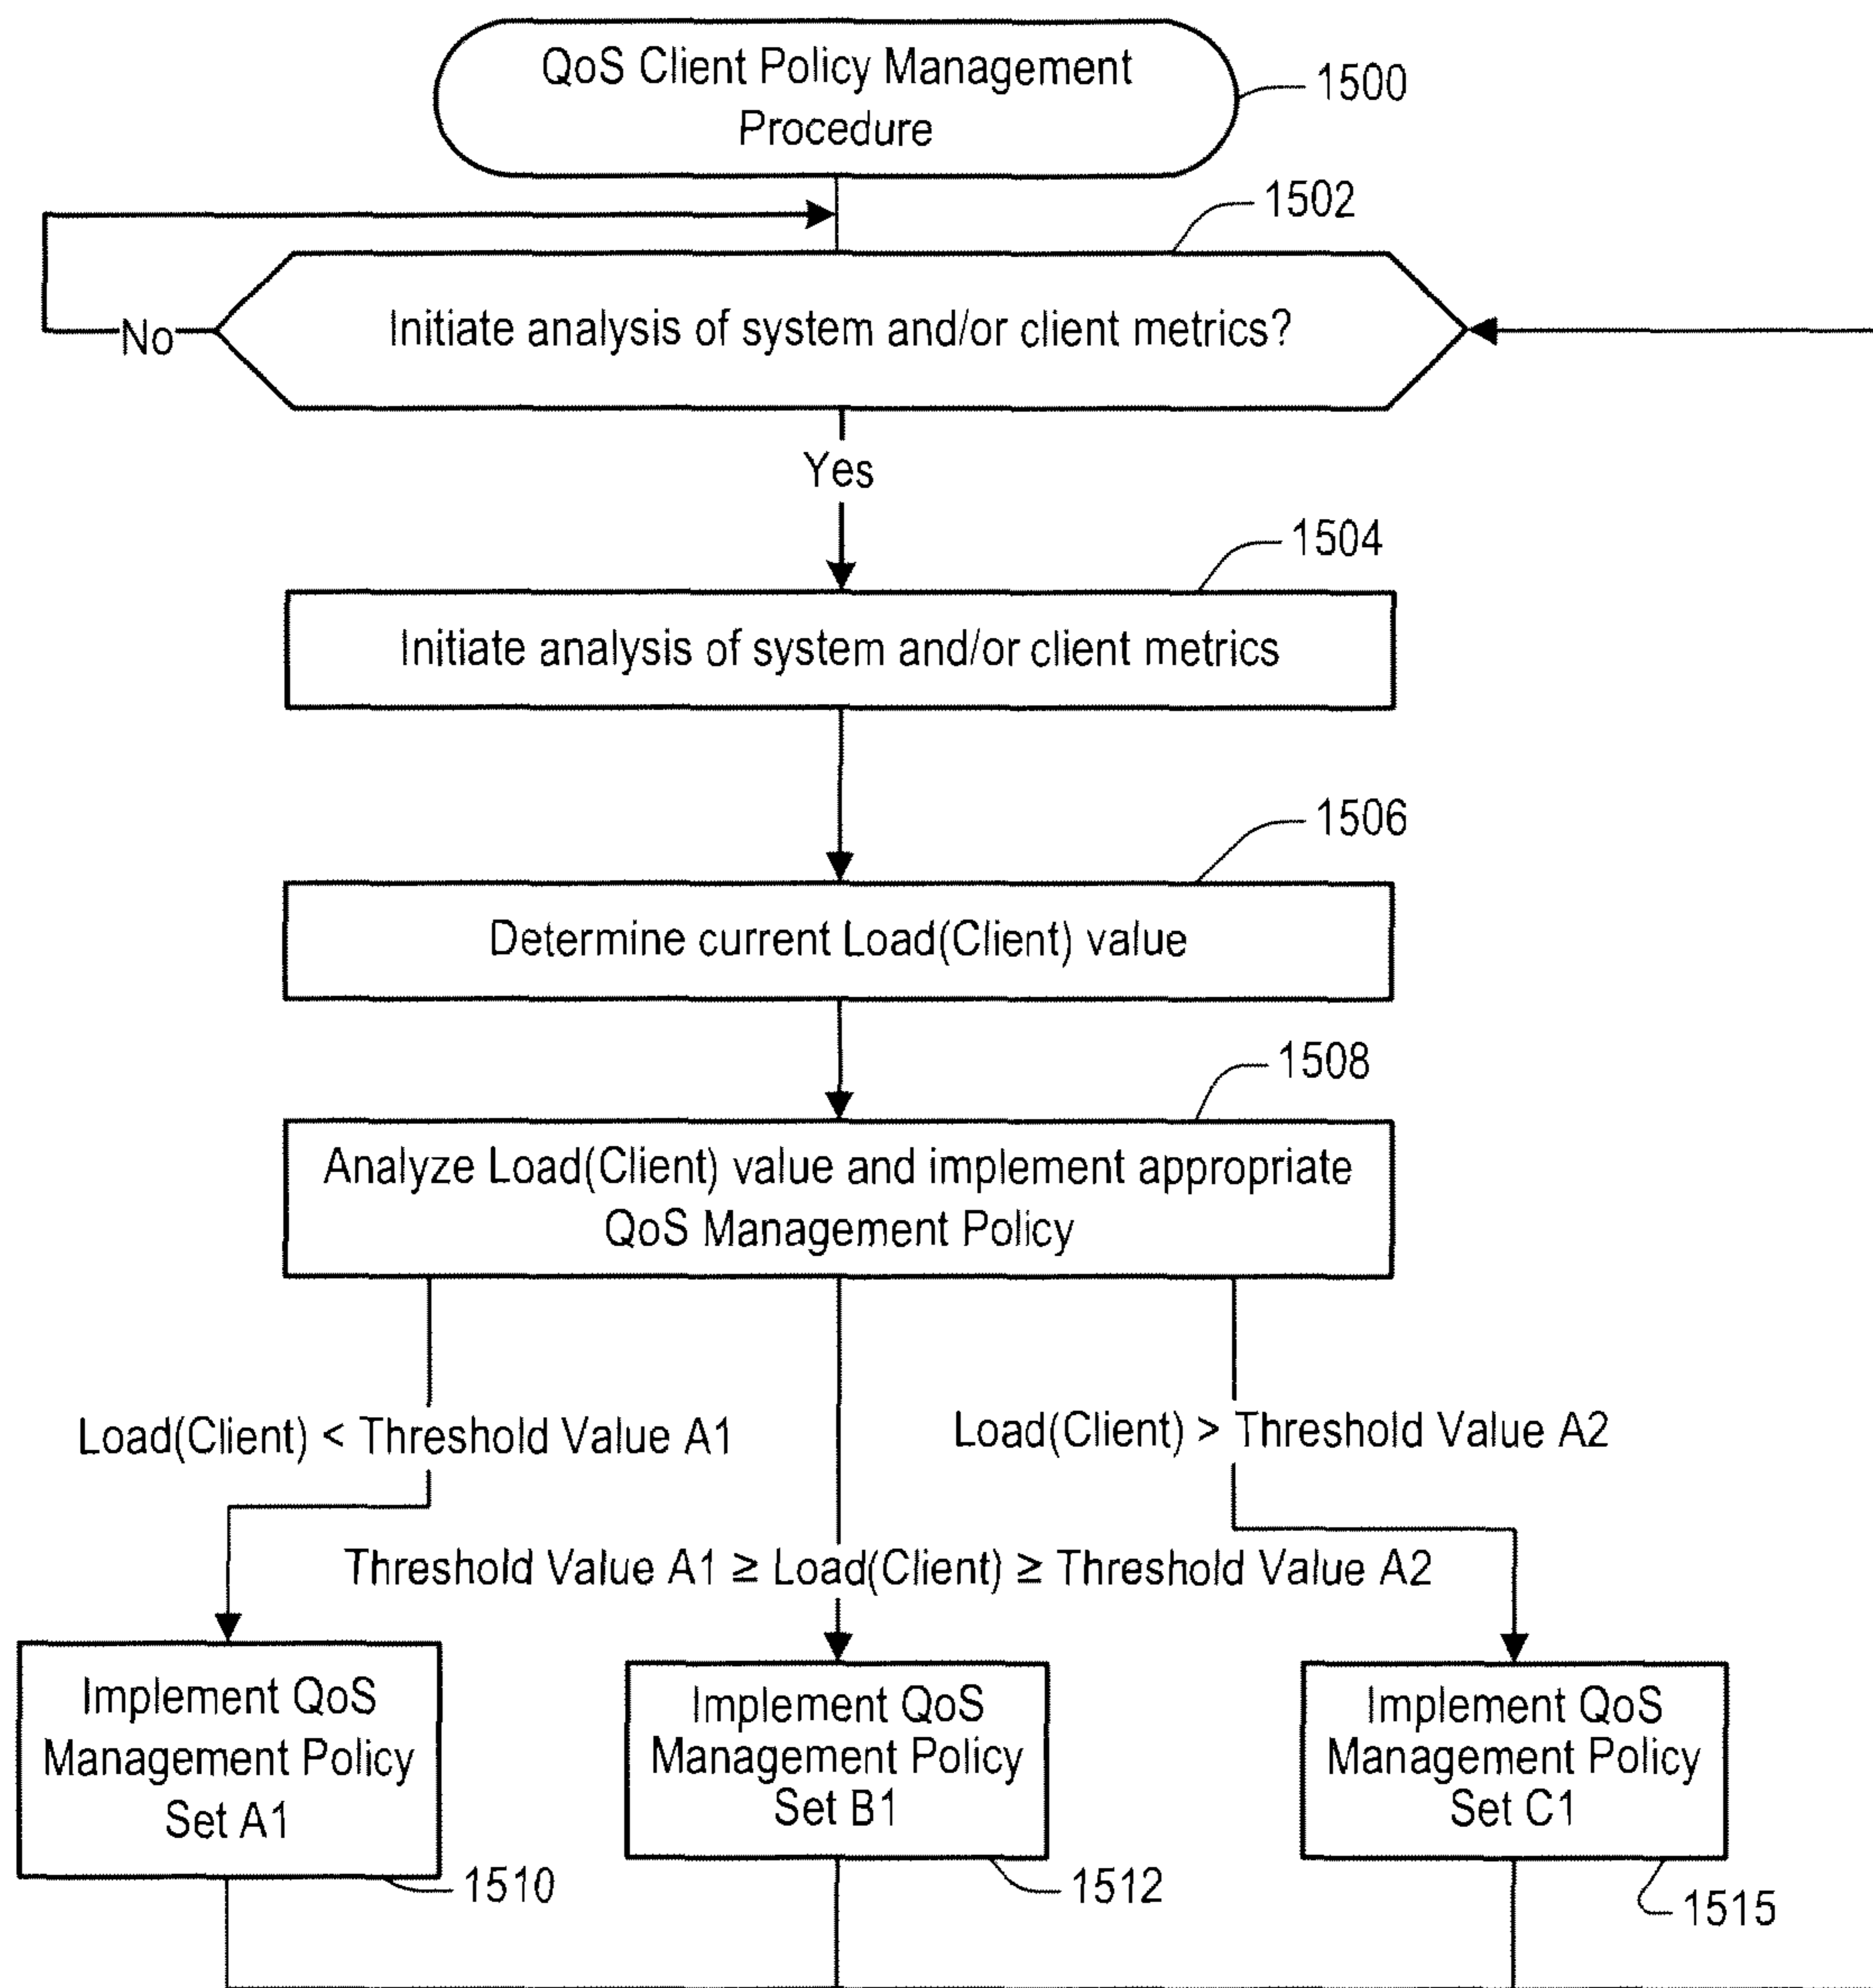 QoS Client Policy Management
Procedure
1500
1502
Initiate analysis of system and/or client metrics?
No
Yes
1504
Initiate analysis of system and/or client metrics
1506
Determine current Load(Client) value
1508
Analyze Load(Client) value and implement appropriate
QoS Management Policy
Load(Client) < Threshold Value A1
Load(Client) > Threshold Value A2
Threshold Value A1 ≥ Load(Client) ≥ Threshold Value A2
Implement QoS
Management Policy
Set A1
1510
Implement QoS
Management Policy
Set B1
1512
Implement QoS
Management Policy
Set C1
1515